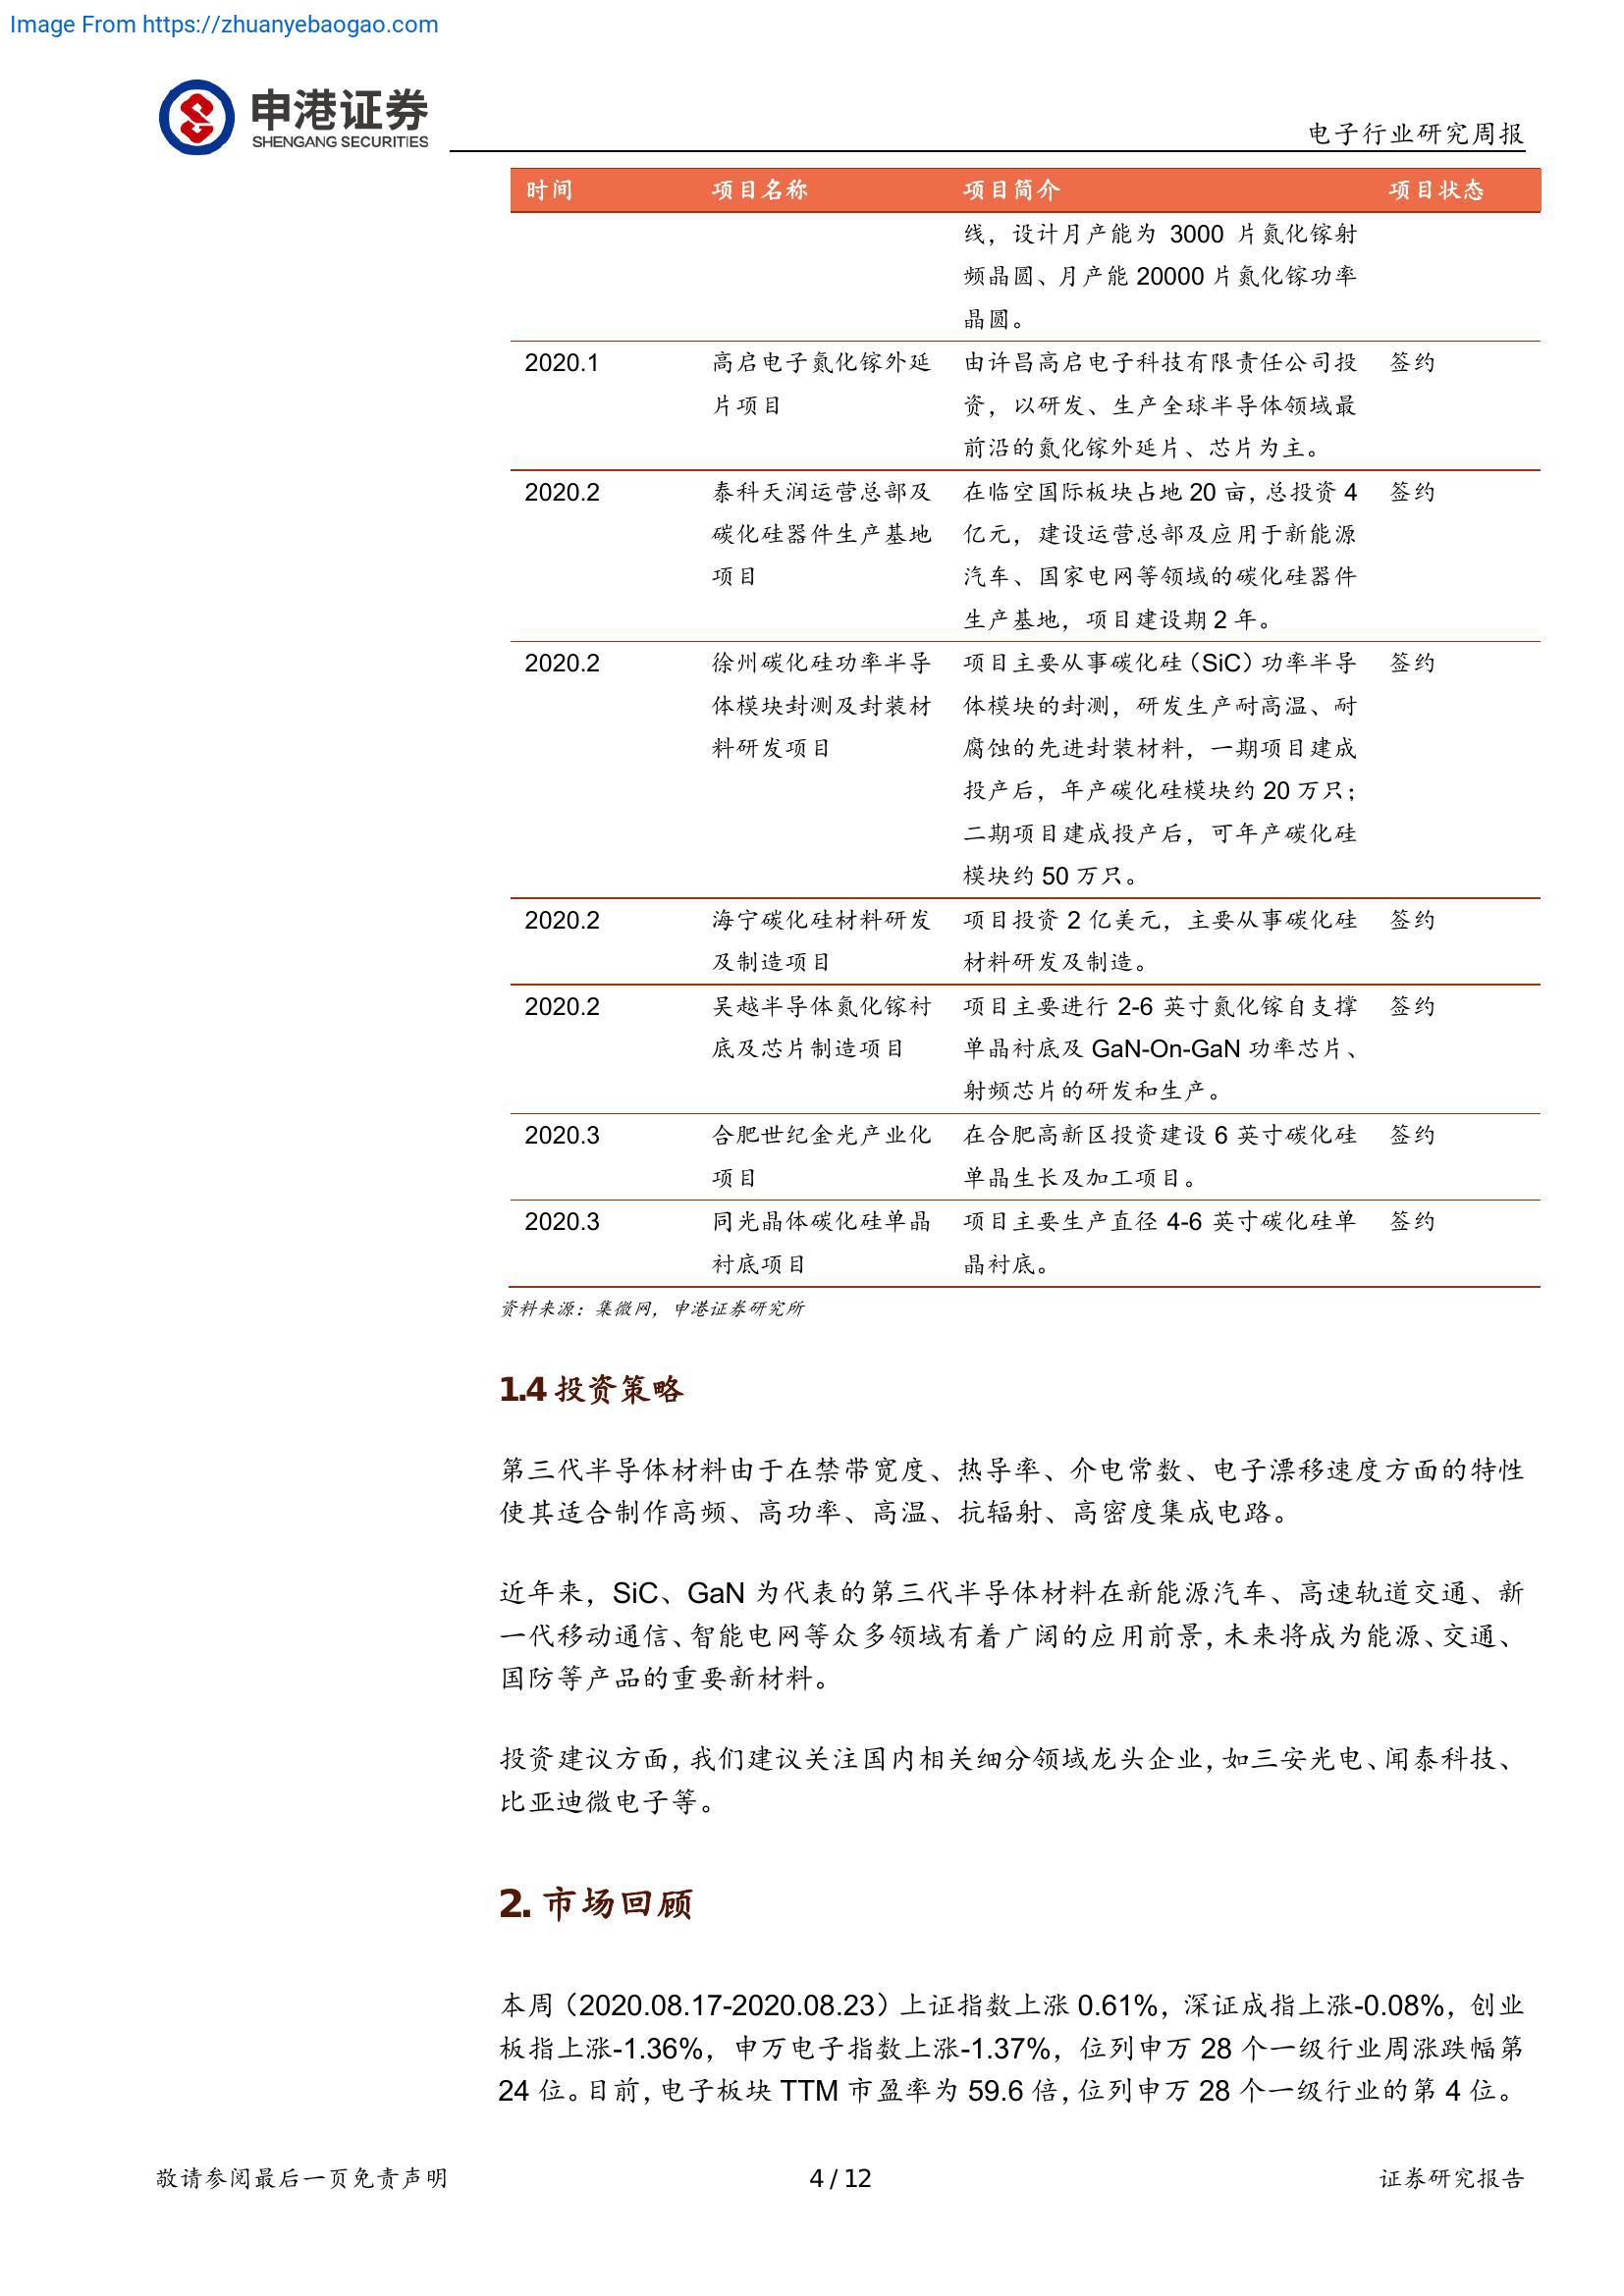 Image From https://zhuanyebaogao.com
申港证券
SHENGANG SECURITIES
电子行业研究周报
时间 项目名称 项目简介 项目状态
线，设计月产能为 3000 片氮化镓射
频晶圆、月产能 20000 片氮化镓功率
晶圆。
2020.1 高启电子氮化镓外延 由许昌高启电子科技有限责任公司投 签约
片项目 资，以研发、生产全球半导体领域最
前沿的氮化镓外延片、芯片为主。
2020.2 泰科天润运营总部及 在临空国际板块占地 20 亩，总投资 4 签约
碳化硅器件生产基地 亿元，建设运营总部及应用于新能源
项目 汽车、国家电网等领域的碳化硅器件
生产基地，项目建设期 2 年。
2020.2 徐州碳化硅功率半导 项目主要从事碳化硅（SiC）功率半导 签约
体模块封测及封装材 体模块的封测，研发生产耐高温、耐
料研发项目 腐蚀的先进封装材料，一期项目建成
投产后，年产碳化硅模块约 20 万只；
二期项目建成投产后，可年产碳化硅
模块约 50 万只。
2020.2 海宁碳化硅材料研发 项目投资 2 亿美元，主要从事碳化硅 签约
及制造项目 材料研发及制造。
2020.2 吴越半导体氮化镓衬 项目主要进行 2-6 英寸氮化镓自支撑 签约
底及芯片制造项目 单晶衬底及 GaN-On-GaN 功率芯片、
射频芯片的研发和生产。
2020.3 合肥世纪金光产业化 在合肥高新区投资建设 6 英寸碳化硅 签约
项目 单晶生长及加工项目。
2020.3 同光晶体碳化硅单晶 项目主要生产直径 4-6 英寸碳化硅单 签约
衬底项目 晶衬底。
资料来源：集微网，申港证券研究所
1.4 投资策略
第三代半导体材料由于在禁带宽度、热导率、介电常数、电子漂移速度方面的特性
使其适合制作高频、高功率、高温、抗辐射、高密度集成电路。
近年来，SiC、GaN 为代表的第三代半导体材料在新能源汽车、高速轨道交通、新
一代移动通信、智能电网等众多领域有着广阔的应用前景，未来将成为能源、交通、
国防等产品的重要新材料。
投资建议方面，我们建议关注国内相关细分领域龙头企业，如三安光电、闻泰科技、
比亚迪微电子等。
2. 市场回顾
本周（2020.08.17-2020.08.23）上证指数上涨 0.61%，深证成指上涨-0.08%，创业
板指上涨-1.36%，申万电子指数上涨-1.37%，位列申万 28 个一级行业周涨跌幅第
24 位。目前，电子板块 TTM 市盈率为 59.6 倍，位列申万 28 个一级行业的第 4 位。
敬请参阅最后一页免责声明 4 / 12 证券研究报告